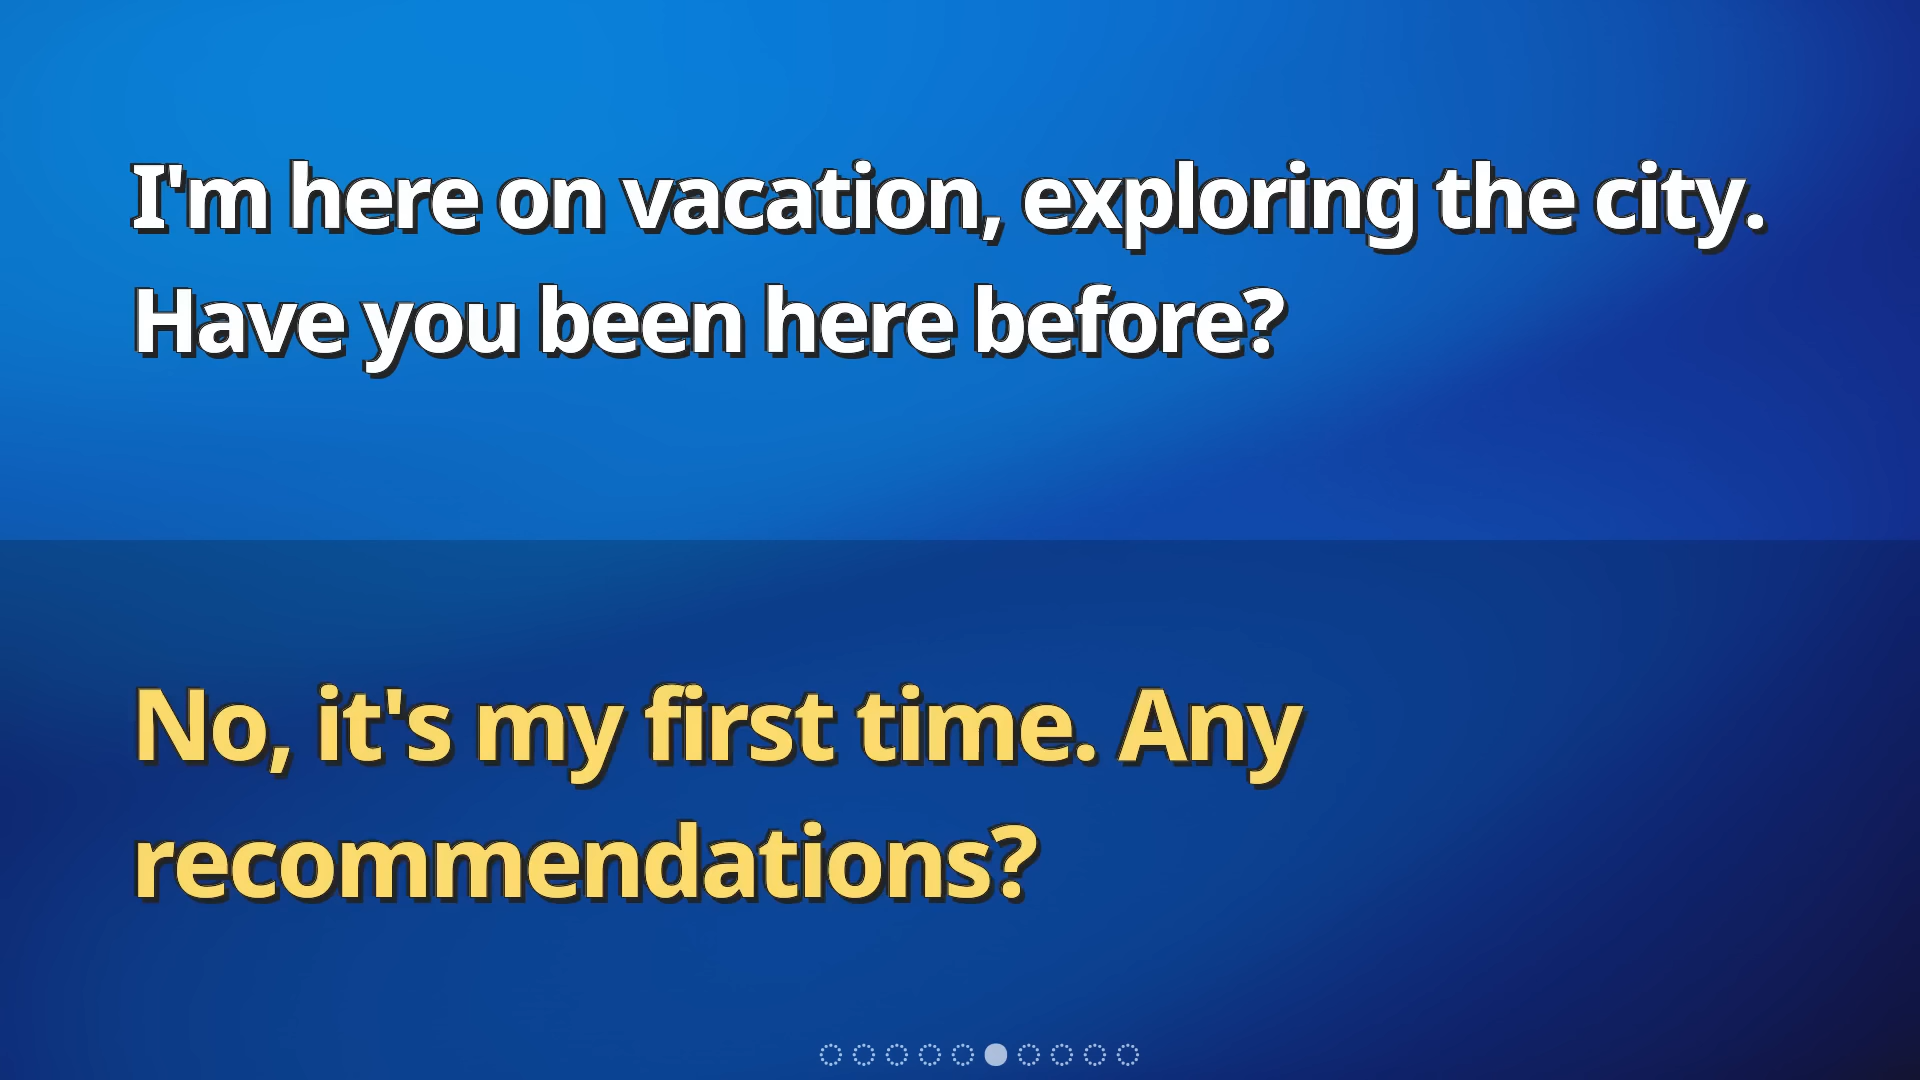 I'm here on vacation, exploring the city.
Have you been here before?
No, it's my first time. Any
recommendations?